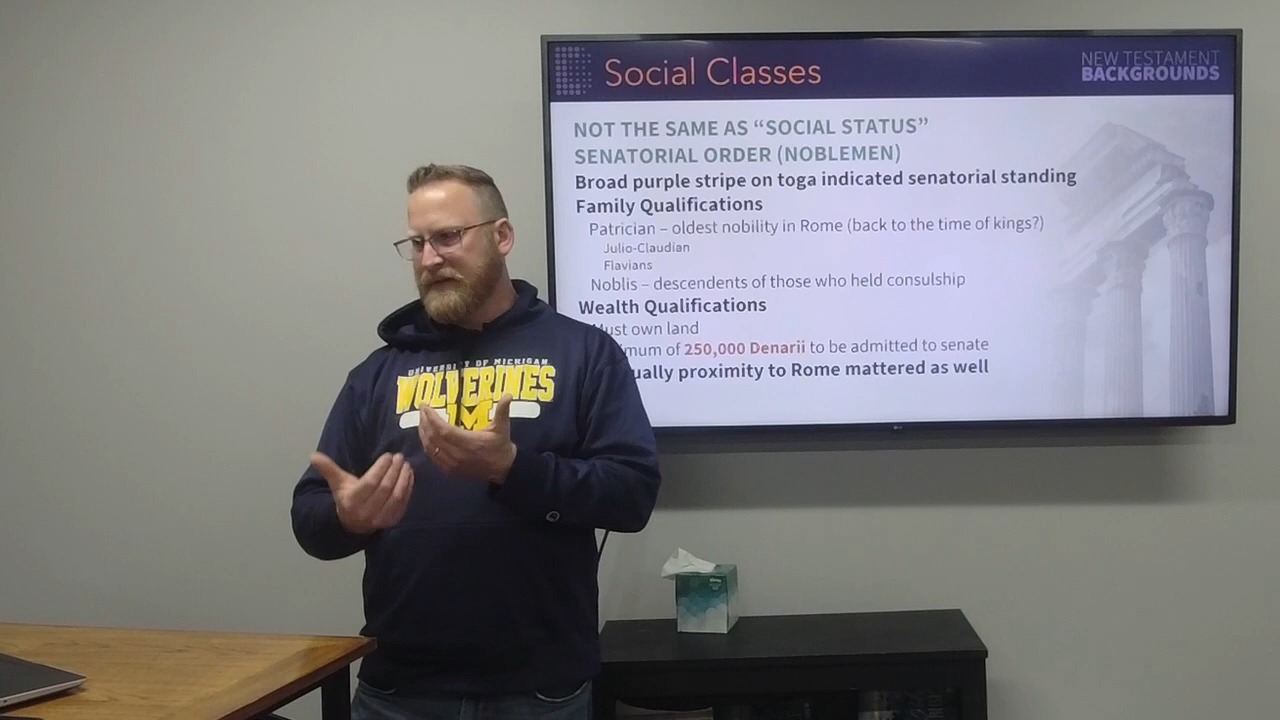 Social Classes
NEW TESTAMENT
BACKGROUNDS
NOT THE SAME AS “SOCIAL STATUS”
SENATORIAL ORDER (NOBLEMEN)
Broad purple stripe on toga indicated senatorial standing
Family Qualifications
Patrician – oldest nobility in Rome (back to the time of kings?)
Julio-Claudian
Flavians
Noblis – descendents of those who held consulship
Wealth Qualifications
Must own land
mum of 250,000 Denarii to be admitted to senate
ually proximity to Rome mattered as well
UNIVERSITY OF MICHIGAN
WOLVERINES
M
LG
Kleenex